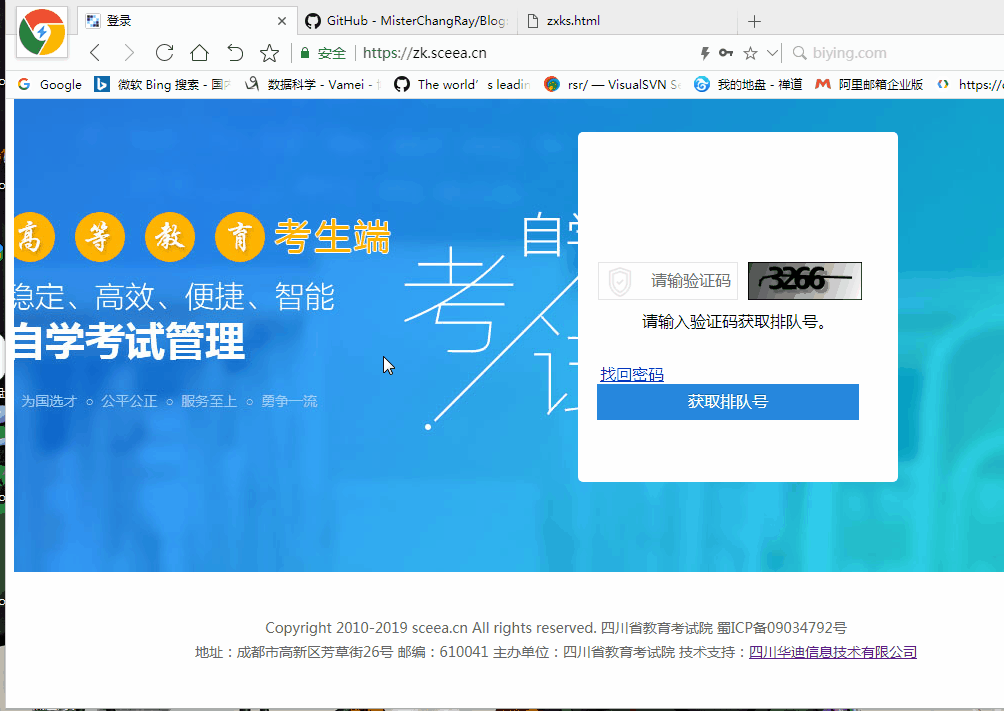 登录
GitHub - MisterChangRay/Blog
zxks.html
安全
https://zk.sceea.cn
biying.com
Google
微软 Bing 搜索 - 国内
数据科学 - Vamei -
The world's leadin
rsr/ — VisualSVN Se
我的地盘 - 禅道
阿里邮箱企业版
https://
高等教育考生端
稳定、高效、便捷、智能
自学考试管理
为国选才 ○ 公平公正 ○ 服务至上 ○ 勇争一流
自学
考试
请输验证码
3266
请输入验证码获取排队号。
找回密码
获取排队号
Copyright 2010-2019 sceea.cn All rights reserved. 四川省教育考试院 蜀ICP备09034792号
地址：成都市高新区芳草街26号 邮编：610041 主办单位：四川省教育考试院 技术支持：四川华迪信息技术有限公司